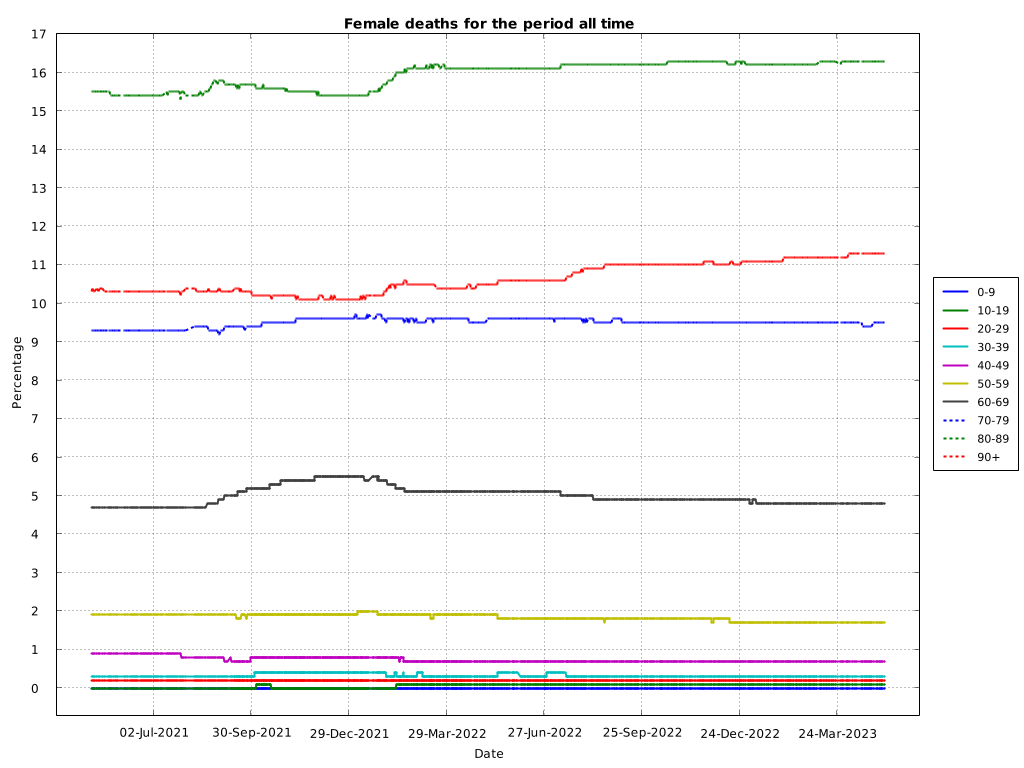 Female deaths for the period all time
17
16
15
14
13
12
11
10
9
8
7
6
5
4
3
2
1
0
Percentage
02-Jul-2021
30-Sep-2021
29-Dec-2021
29-Mar-2022
27-Jun-2022
25-Sep-2022
24-Dec-2022
24-Mar-2023
Date
0-9
10-19
20-29
30-39
40-49
50-59
60-69
70-79
80-89
90+